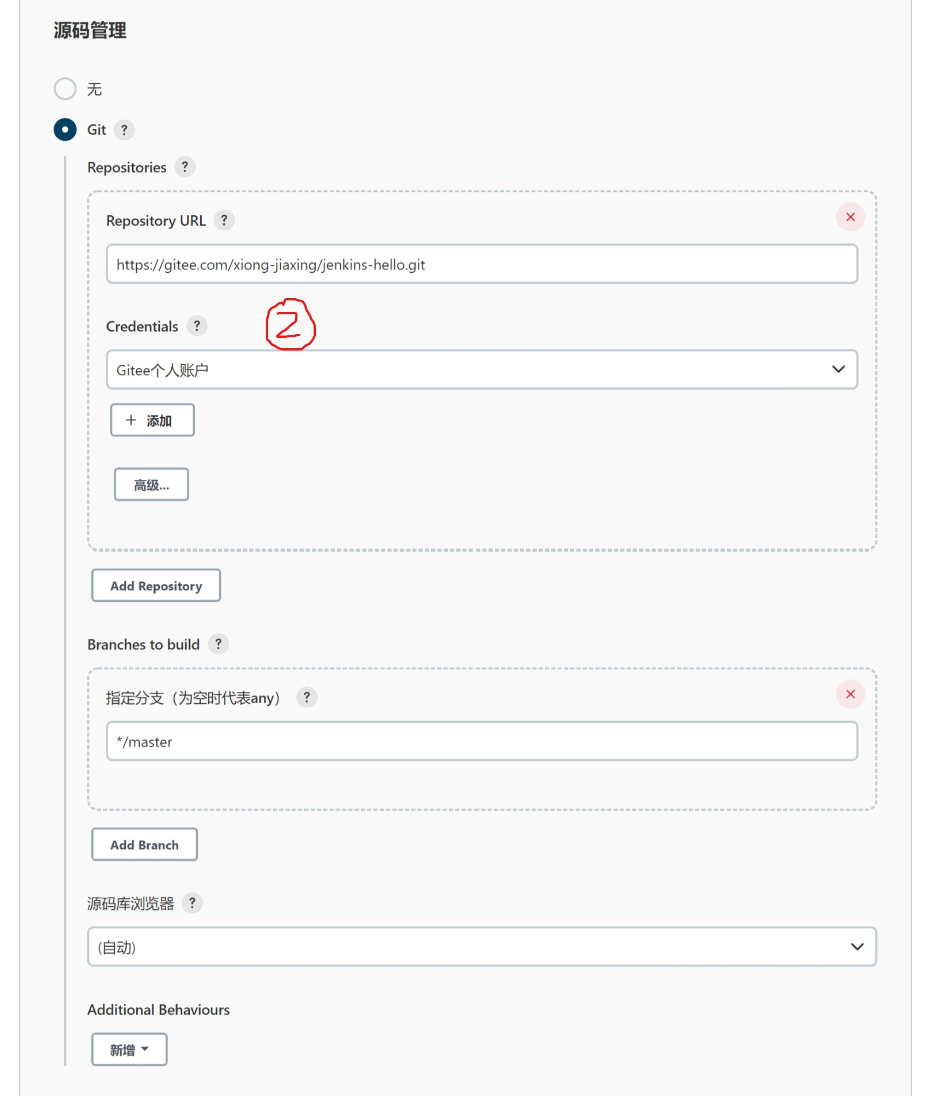 源码管理
无
Git ?
Repositories ?
Repository URL ?
https://gitee.com/xiong-jiaxing/jenkins-hello.git
Credentials ? 2
Gitee个人账户
+ 添加
高级...
Add Repository
Branches to build ?
指定分支（为空时代表any） ?
*/master
Add Branch
源码库浏览器 ?
(自动)
Additional Behaviours
新增